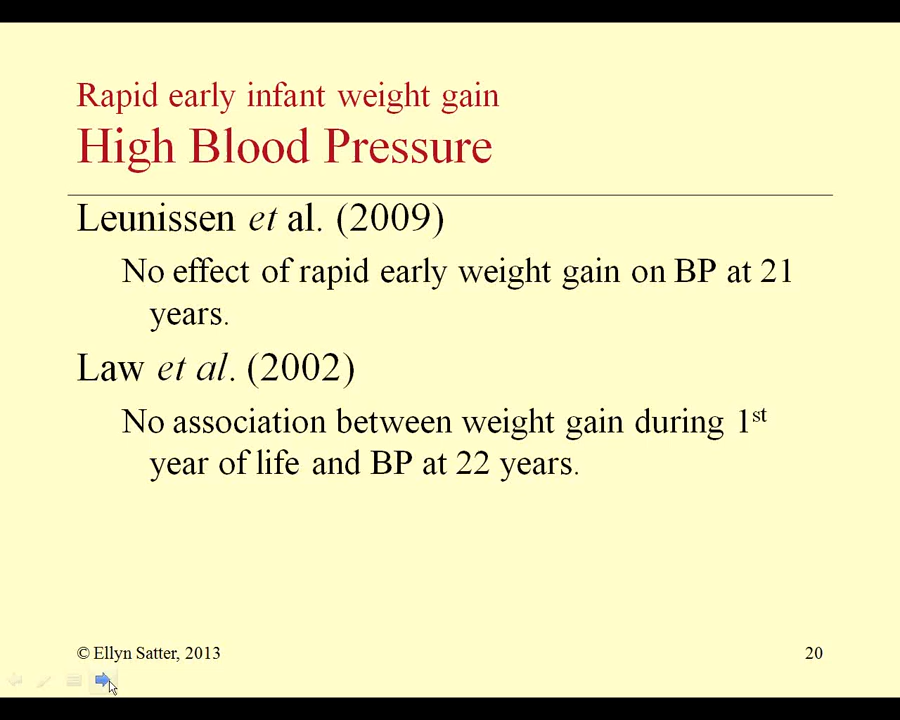 Rapid early infant weight gain
High Blood Pressure
Leunissen et al. (2009)
No effect of rapid early weight gain on BP at 21
years.
Law et al. (2002)
No association between weight gain during 1st
year of life and BP at 22 years.
© Ellyn Satter, 2013
20